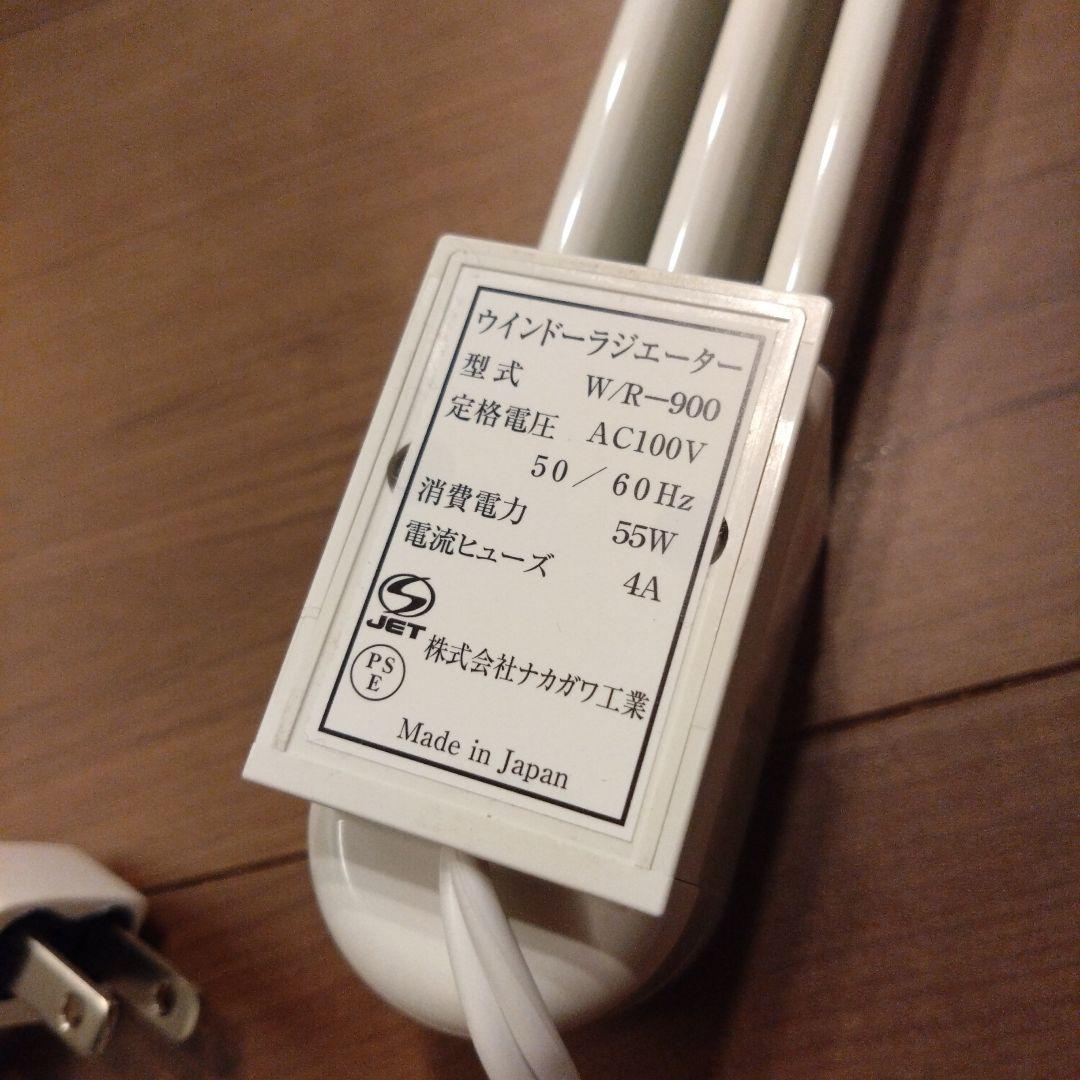 ウインドーラジエーター
型式 W/R-900
定格電圧 AC100V
50/60Hz
消費電力 55W
電流ヒューズ 4A
S JET
PSE
株式会社ナカガワ工業
Made in Japan